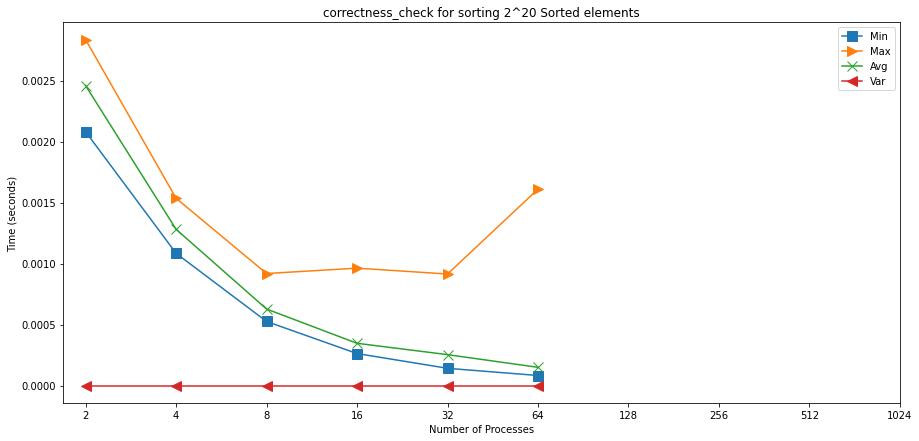 correctness_check for sorting 2^20 Sorted elements
Min
Max
Avg
Var
Time (seconds)
0.0025
0.0020
0.0015
0.0010
0.0005
0.0000
2 4 8 16 32 64 128 256 512 1024
Number of Processes